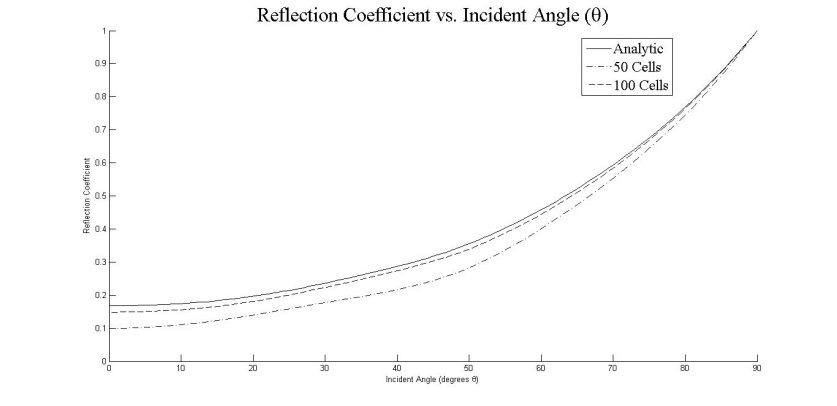 Reflection Coefficient vs. Incident Angle (θ)
Analytic
50 Cells
100 Cells
Reflection Coefficient
1
0.9
0.8
0.7
0.6
0.5
0.4
0.3
0.2
0.1
0
0 10 20 30 40 50 60 70 80 90
Incident Angle (degrees θ)